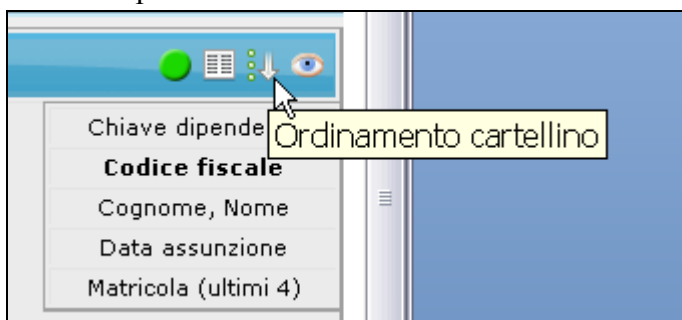 Chiave dipende
Ordinamento cartellino
Codice fiscale
Cognome, Nome
Data assunzione
Matricola (ultimi 4)